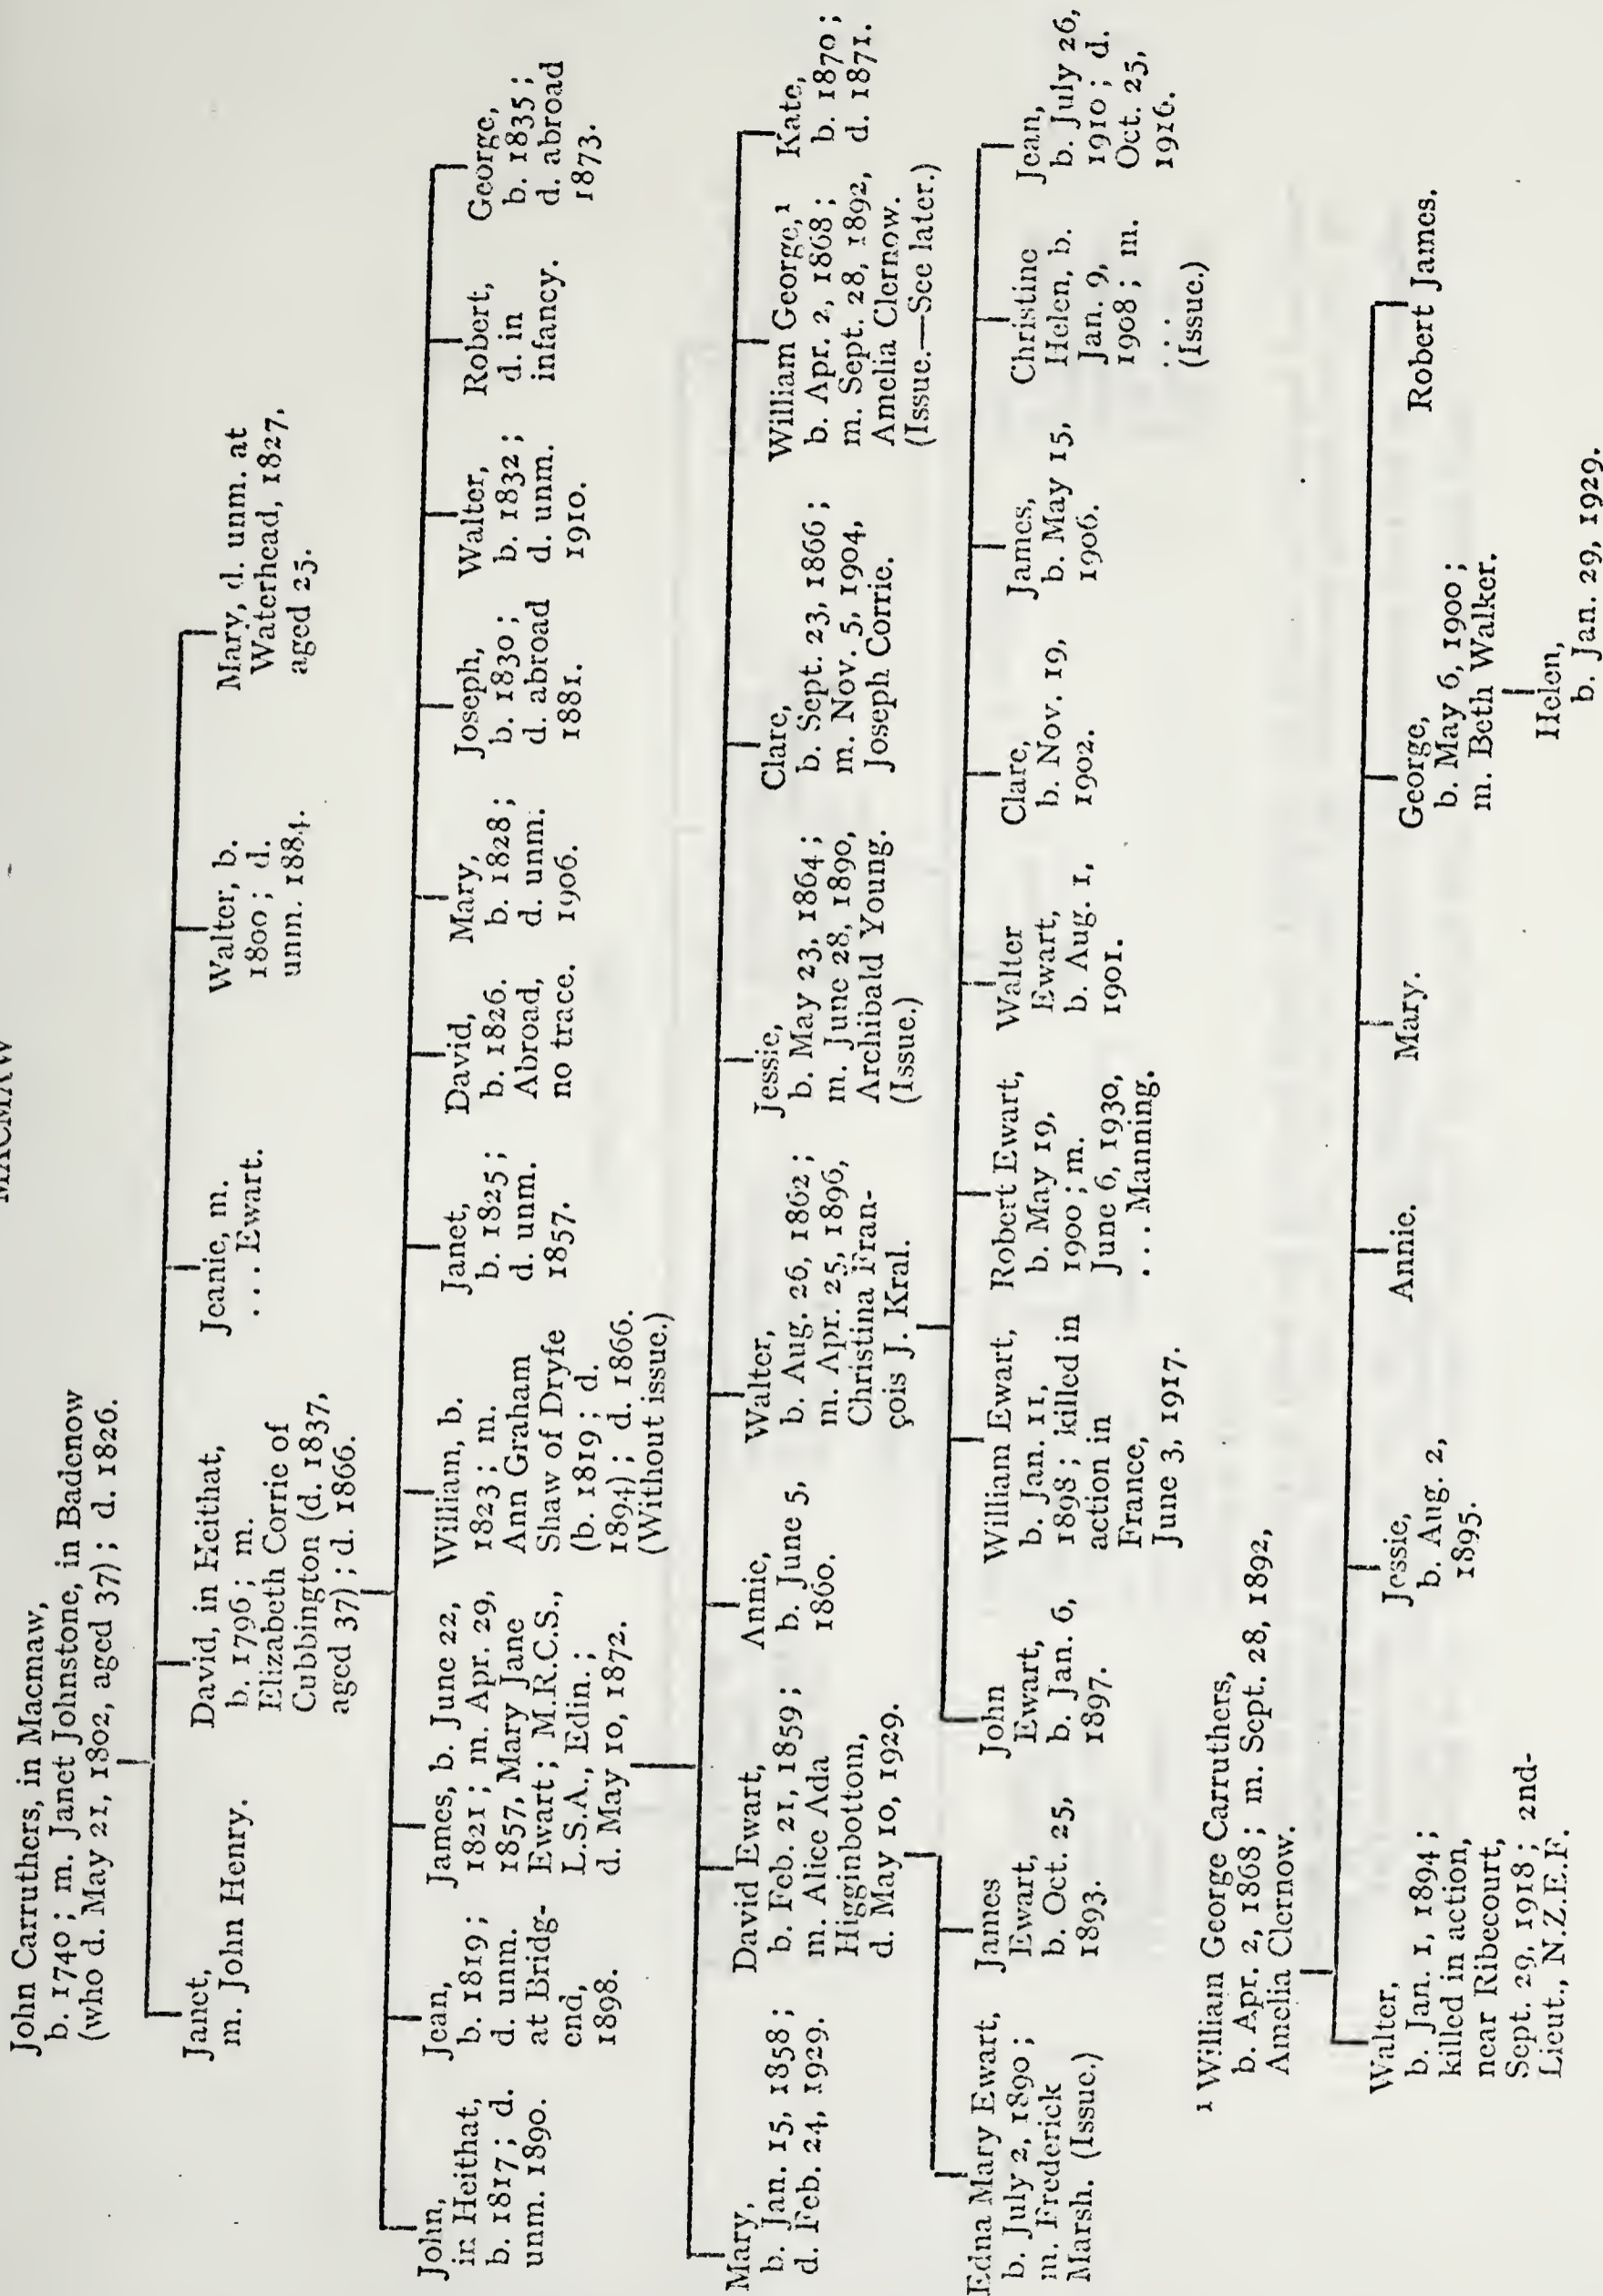 MACMAW
John Carruthers, in Macmaw,
b. 1740 ; m. Janet Johnstone, in Badenow
(who d. May 21, 1802, aged 37) ; d. 1826.
Janet,
m. John Henry.
David, in Heithat,
b. 1796 ; m.
Elizabeth Corrie of
Cubbington (d. 1837,
aged 37) ; d. 1866.
Jeanie, m.
. . . Ewart.
Walter, b.
1800 ; d.
unm. 1884.
Mary, d. unm. at
Waterhead, 1827,
aged 25.
John,
in Heithat,
b. 1817 ; d.
unm. 1890.
Jean,
b. 1819 ;
d. unm.
at Bridg-
end,
1898.
James, b. June 22,
1821 ; m. Apr. 29,
1857, Mary Jane
Ewart ; M.R.C.S.,
L.S.A., Edin. ;
d. May 10, 1872.
William, b.
1823 ; m.
Ann Graham
Shaw of Dryfe
(b. 1819 ; d.
1894) ; d. 1866.
(Without issue.)
Janet,
b. 1825 ;
d. unm.
1857.
David,
b. 1826.
Abroad,
no trace.
Mary,
b. 1828 ;
d. unm.
1906.
Joseph,
b. 1830 ;
d. abroad
1881.
Walter,
b. 1832 ;
d. unm.
1910.
Robert,
d. in
infancy.
George,
b. 1835 ;
d. abroad
1873.
Mary,
b. Jan. 15, 1858 ;
d. Feb. 24, 1929.
David Ewart,
b. Feb. 21, 1859 ;
m. Alice Ada
Higginbottom,
d. May 10, 1929.
Annie,
b. June 5,
1860.
Walter,
b. Aug. 26, 1862 ;
m. Apr. 25, 1896,
Christina Fran-
çois J. Kral.
Jessie,
b. May 23, 1864 ;
m. June 28, 1890,
Archibald Young.
(Issue.)
Clare,
b. Sept. 23, 1866 ;
m. Nov. 5, 1904,
Joseph Corrie.
William George,¹
b. Apr. 2, 1868 ;
m. Sept. 28, 1892,
Amelia Clernow.
(Issue.—See later.)
Kate,
b. 1870 ;
d. 1871.
Edna Mary Ewart,
b. July 2, 1890 ;
m. Frederick
Marsh. (Issue.)
James
Ewart,
b. Oct. 25,
1893.
John
Ewart,
b. Jan. 6,
1897.
William Ewart,
b. Jan. 11,
1898 ; killed in
action in
France,
June 3, 1917.
Robert Ewart,
b. May 19,
1900 ; m.
June 6, 1930,
. . . Manning.
Walter
Ewart,
b. Aug. 1,
1901.
Clare,
b. Nov. 19,
1902.
James,
b. May 15,
1906.
Christine
Helen, b.
Jan. 9,
1908 ; m.
. . .
(Issue.)
Jean,
b. July 26,
1910 ; d.
Oct. 25,
1916.
¹ William George Carruthers,
b. Apr. 2, 1868 ; m. Sept. 28, 1892,
Amelia Clernow.
Walter,
b. Jan. 1, 1894 ;
killed in action,
near Ribecourt,
Sept. 29, 1918 ; 2nd-
Lieut., N.Z.E.F.
Jessie,
b. Aug. 2,
1895.
Annie.
Mary.
George,
b. May 6, 1900 ;
m. Beth Walker.
Robert James.
Helen,
b. Jan. 29, 1929.